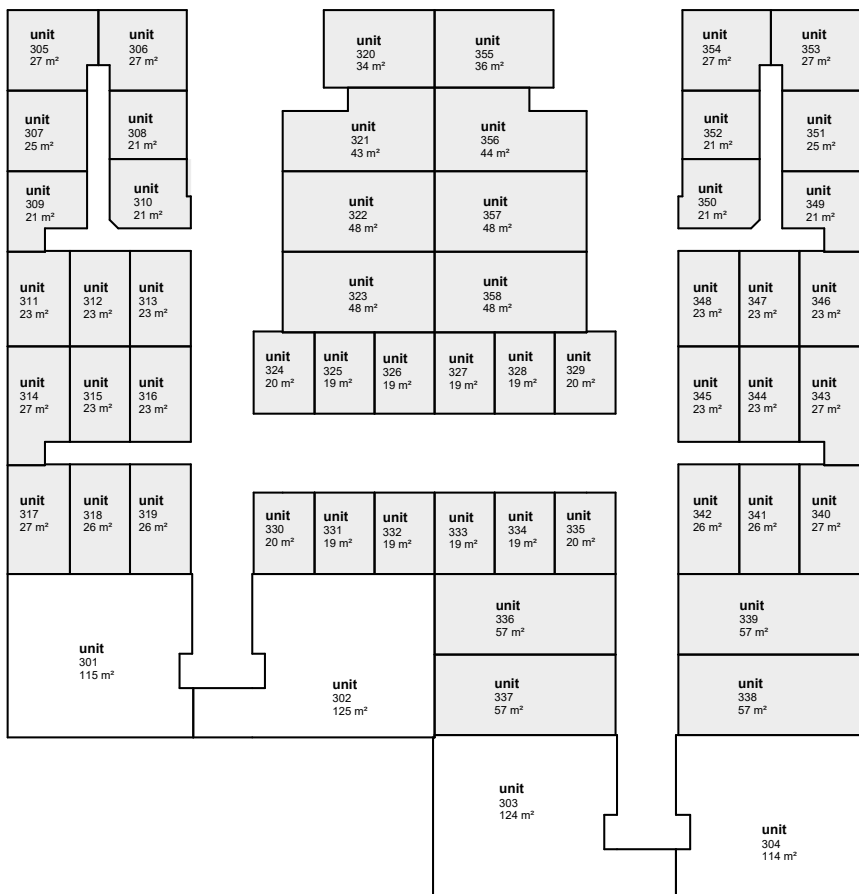 unit
305
27 m²
unit
306
27 m²
unit
320
34 m²
unit
355
36 m²
unit
354
27 m²
unit
353
27 m²
unit
307
25 m²
unit
308
21 m²
unit
321
43 m²
unit
356
44 m²
unit
352
21 m²
unit
351
25 m²
unit
309
21 m²
unit
310
21 m²
unit
322
48 m²
unit
357
48 m²
unit
350
21 m²
unit
349
21 m²
unit
311
23 m²
unit
312
23 m²
unit
313
23 m²
unit
323
48 m²
unit
358
48 m²
unit
348
23 m²
unit
347
23 m²
unit
346
23 m²
unit
314
27 m²
unit
315
23 m²
unit
316
23 m²
unit
324
20 m²
unit
325
19 m²
unit
326
19 m²
unit
327
19 m²
unit
328
19 m²
unit
329
20 m²
unit
345
23 m²
unit
344
23 m²
unit
343
27 m²
unit
317
27 m²
unit
318
26 m²
unit
319
26 m²
unit
330
20 m²
unit
331
19 m²
unit
332
19 m²
unit
333
19 m²
unit
334
19 m²
unit
335
20 m²
unit
342
26 m²
unit
341
26 m²
unit
340
27 m²
unit
301
115 m²
unit
302
125 m²
unit
336
57 m²
unit
339
57 m²
unit
337
57 m²
unit
338
57 m²
unit
303
124 m²
unit
304
114 m²